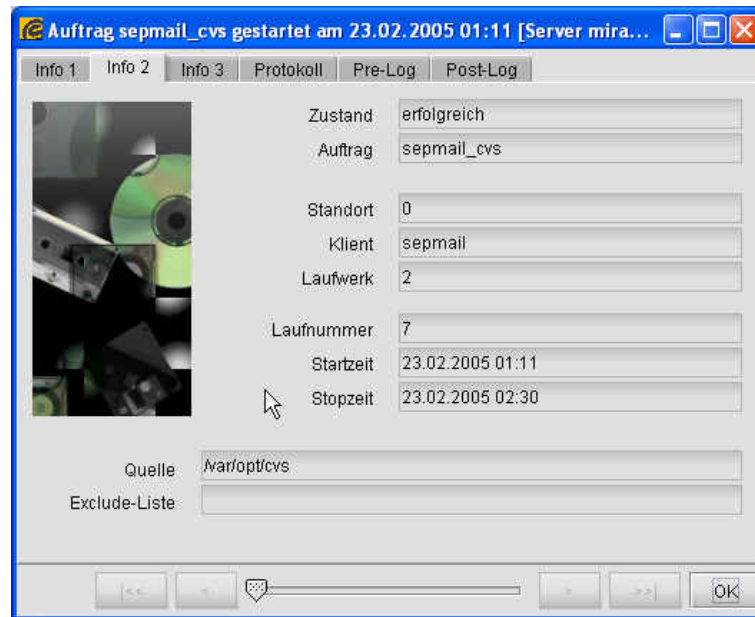 Auftrag sepmail_cvs gestartet am 23.02.2005 01:11 [Server mira...
Info 1 Info 2 Info 3 Protokoll Pre-Log Post-Log
Zustand erfolgreich
Auftrag sepmail_cvs
Standort 0
Klient sepmail
Laufwerk 2
Laufnummer 7
Startzeit 23.02.2005 01:11
Stopzeit 23.02.2005 02:30
Quelle /var/opt/cvs
Exclude-Liste
|<< < > >>| OK